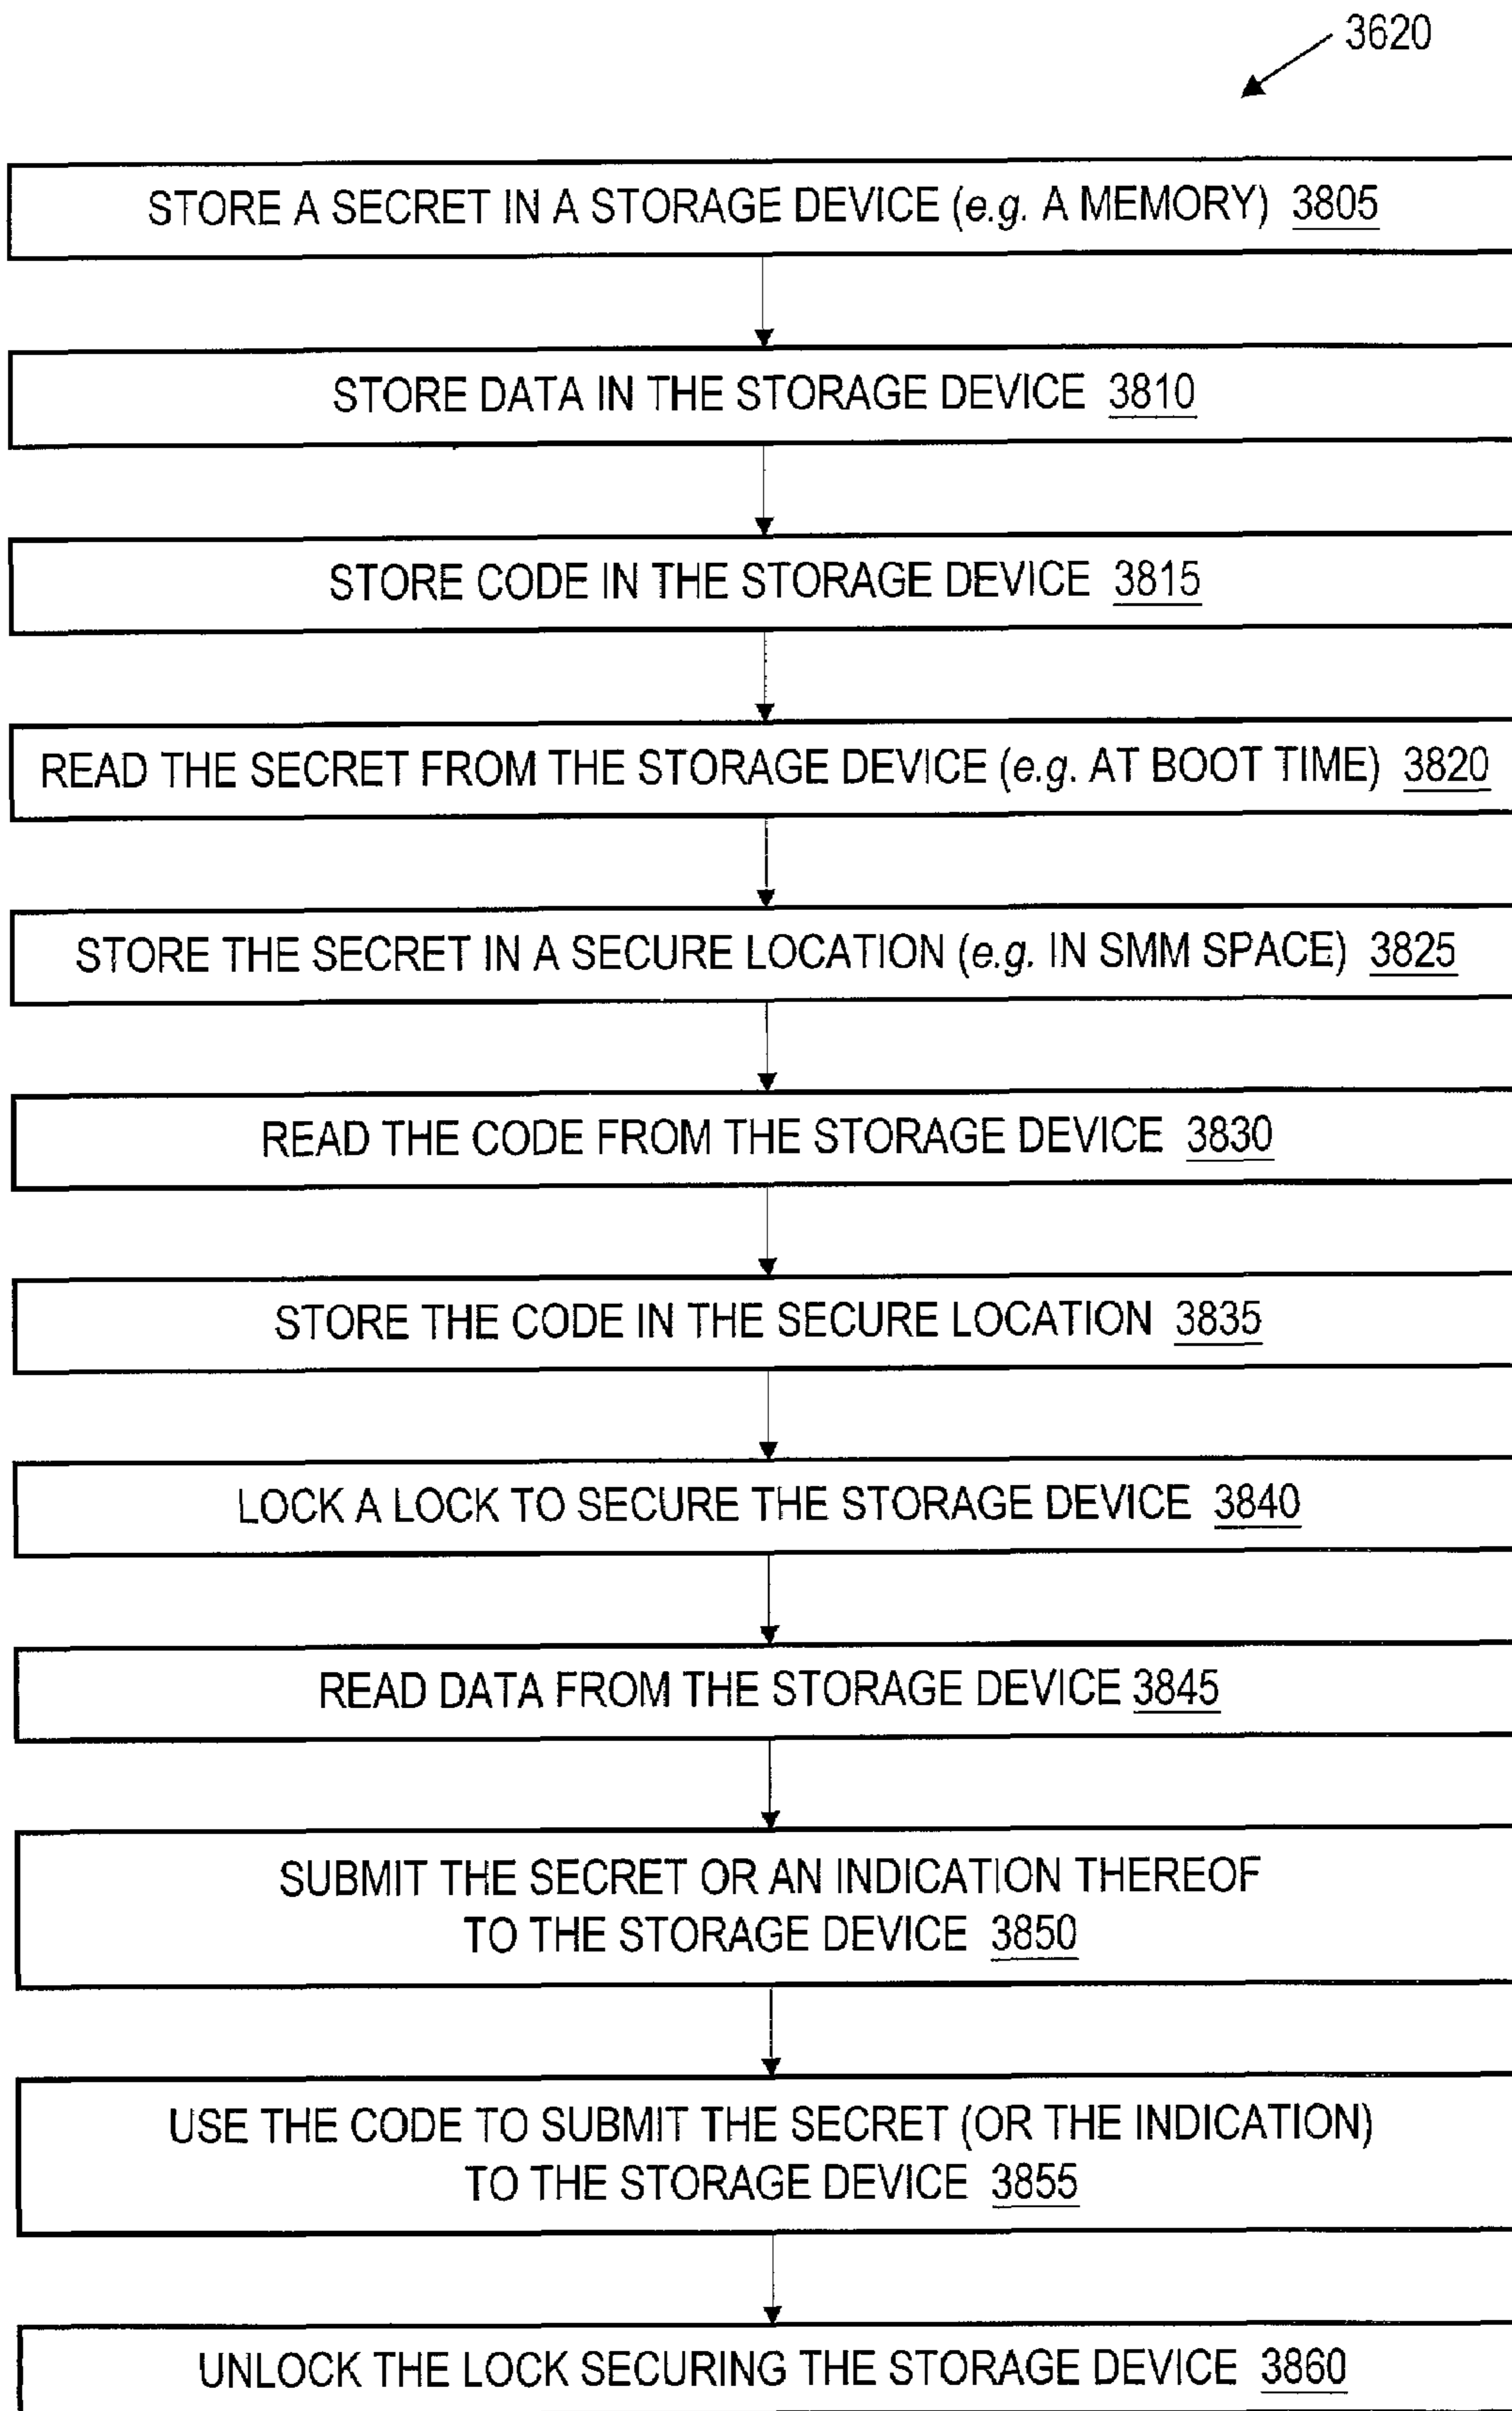 3620
STORE A SECRET IN A STORAGE DEVICE (e.g. A MEMORY) 3805
STORE DATA IN THE STORAGE DEVICE 3810
STORE CODE IN THE STORAGE DEVICE 3815
READ THE SECRET FROM THE STORAGE DEVICE (e.g. AT BOOT TIME) 3820
STORE THE SECRET IN A SECURE LOCATION (e.g. IN SMM SPACE) 3825
READ THE CODE FROM THE STORAGE DEVICE 3830
STORE THE CODE IN THE SECURE LOCATION 3835
LOCK A LOCK TO SECURE THE STORAGE DEVICE 3840
READ DATA FROM THE STORAGE DEVICE 3845
SUBMIT THE SECRET OR AN INDICATION THEREOF
TO THE STORAGE DEVICE 3850
USE THE CODE TO SUBMIT THE SECRET (OR THE INDICATION)
TO THE STORAGE DEVICE 3855
UNLOCK THE LOCK SECURING THE STORAGE DEVICE 3860